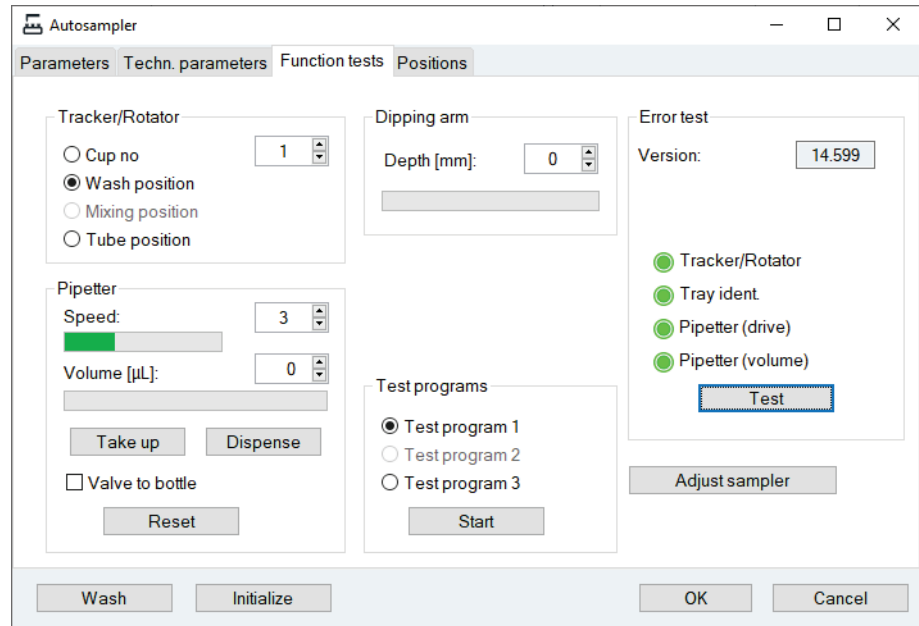 Autosampler
Parameters Techn. parameters Function tests Positions
Tracker/Rotator
Cup no 1
Wash position
Mixing position
Tube position
Pipetter
Speed: 3
Volume [µL]: 0
Take up Dispense
Valve to bottle
Reset
Dipping arm
Depth [mm]: 0
Test programs
Test program 1
Test program 2
Test program 3
Start
Error test
Version: 14.599
Tracker/Rotator
Tray ident.
Pipetter (drive)
Pipetter (volume)
Test
Adjust sampler
Wash Initialize OK Cancel